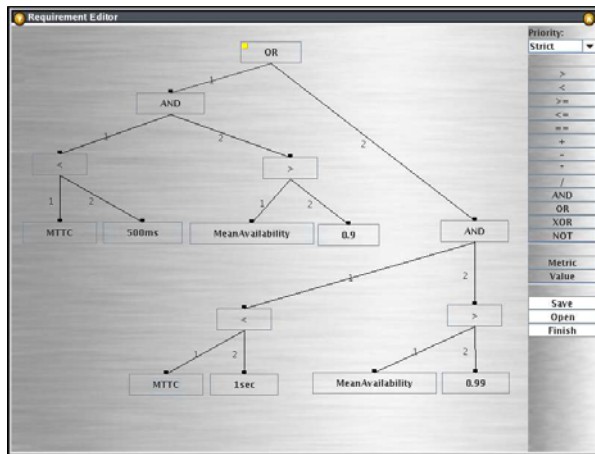 Requirement Editor
OR
1
2
AND
1
2
<
>
1
2
1
2
MTTC
500ms
MeanAvailability
0.9
AND
1
2
<
>
1
2
1
2
MTTC
1sec
MeanAvailability
0.99
Priority:
Strict
>
<
>=
<=
==
+
-
*
/
AND
OR
XOR
NOT
Metric
Value
Save
Open
Finish